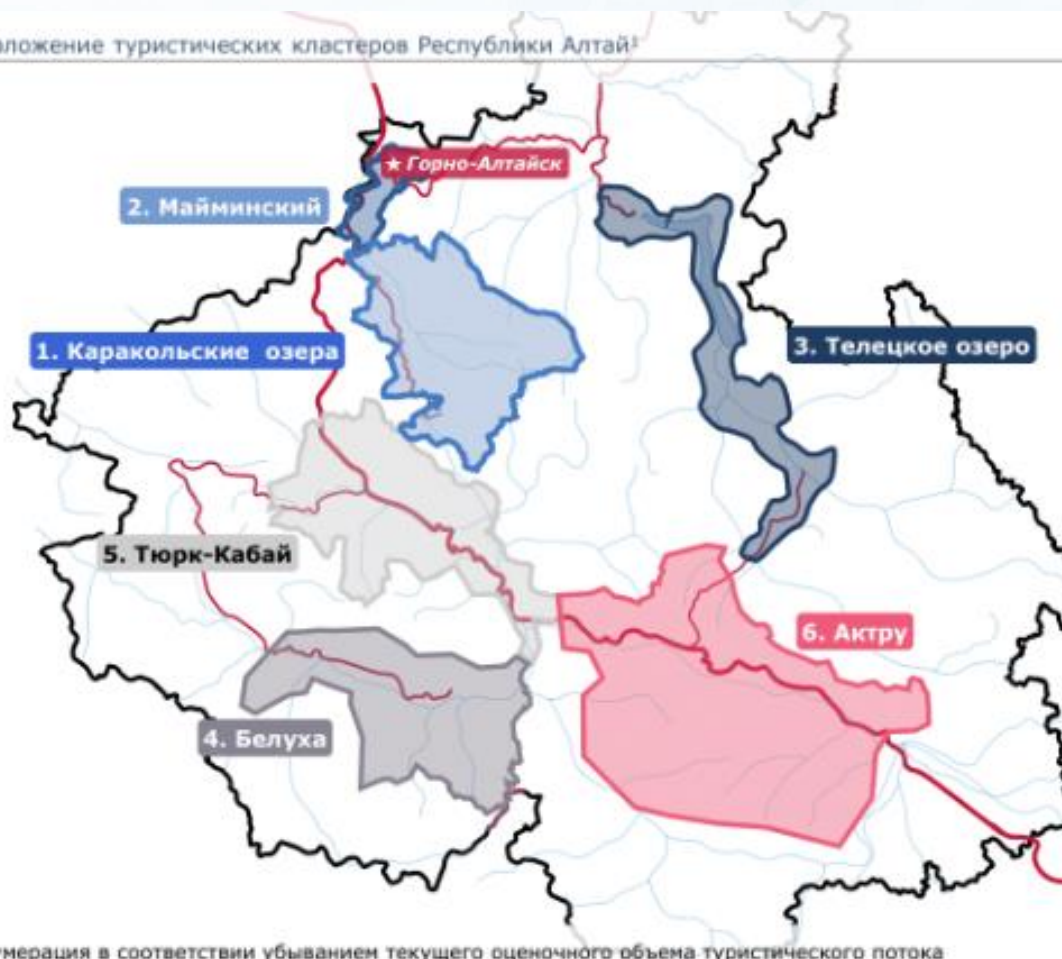 оложение туристических кластеров Республики Алтай¹
★ Горно-Алтайск
2. Майминский
1. Каракольские озера
3. Телецкое озеро
5. Тюрк-Кабай
6. Актру
4. Белуха
умерация в соответствии убыванием текущего оценочного объема туристического потока